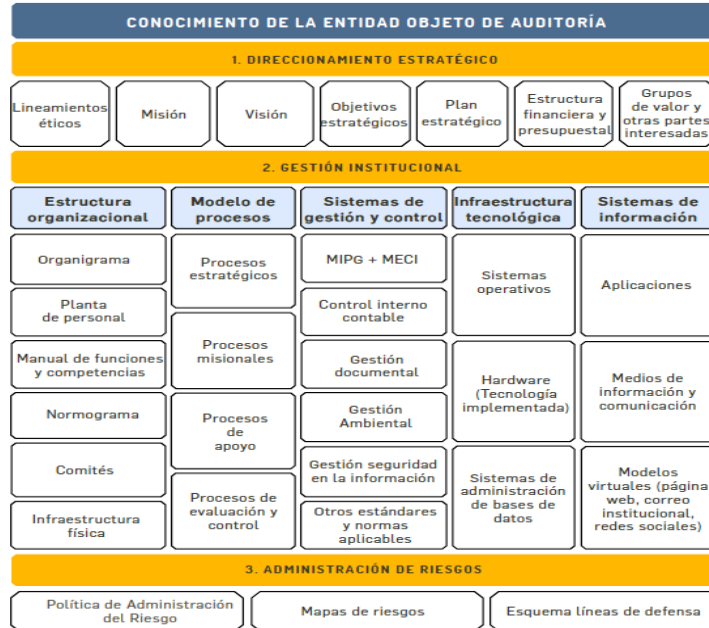 CONOCIMIENTO DE LA ENTIDAD OBJETO DE AUDITORÍA
1. DIRECCIONAMIENTO ESTRATÉGICO
Lineamientos
éticos
Misión
Visión
Objetivos
estratégicos
Plan
estratégico
Estructura
financiera y
presupuestal
Grupos
de valor y
otras partes
interesadas
2. GESTIÓN INSTITUCIONAL
Estructura
organizacional
Organigrama
Planta
de personal
Manual de funciones
y competencias
Normograma
Comités
Infraestructura
física
Modelo de
procesos
Procesos
estratégicos
Procesos
misionales
Procesos
de
apoyo
Procesos de
evaluación y
control
Sistemas de
gestión y control
MIPG + MECI
Control interno
contable
Gestión
documental
Gestión
Ambiental
Gestión seguridad
en la información
Otros estándares
y normas
aplicables
Infraestructura
tecnológica
Sistemas
operativos
Hardware
(Tecnología
implementada)
Sistemas de
administración
de bases de
datos
Sistemas de
información
Aplicaciones
Medios de
información y
comunicación
Modelos
virtuales (página
web, correo
institucional,
redes sociales)
3. ADMINISTRACIÓN DE RIESGOS
Política de Administración
del Riesgo
Mapas de riesgos
Esquema líneas de defensa